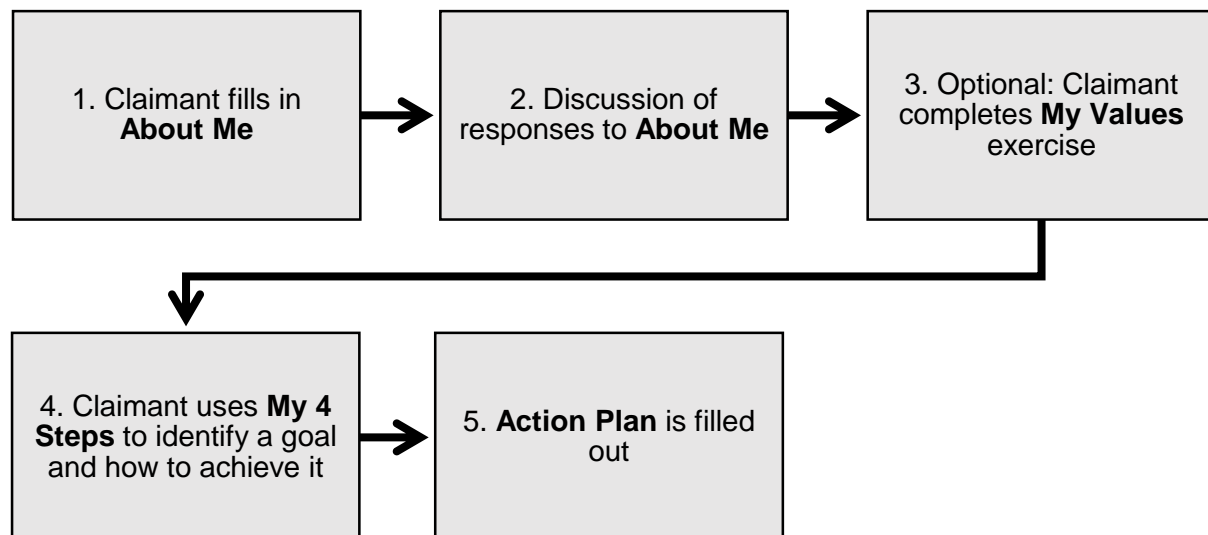 1. Claimant fills in
About Me
2. Discussion of
responses to About Me
3. Optional: Claimant
completes My Values
exercise
4. Claimant uses My 4
Steps to identify a goal
and how to achieve it
5. Action Plan is filled
out